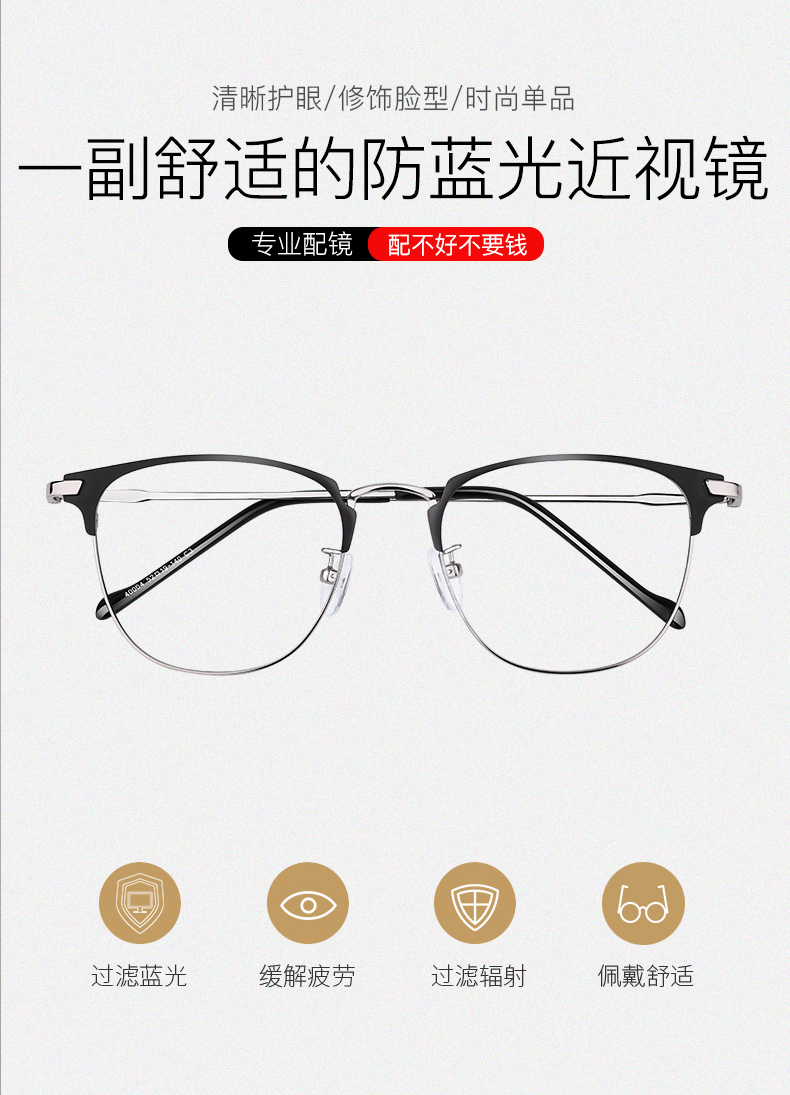 清晰护眼/修饰脸型/时尚单品
一副舒适的防蓝光近视镜
专业配镜 配不好不要钱
过滤蓝光 缓解疲劳 过滤辐射 佩戴舒适